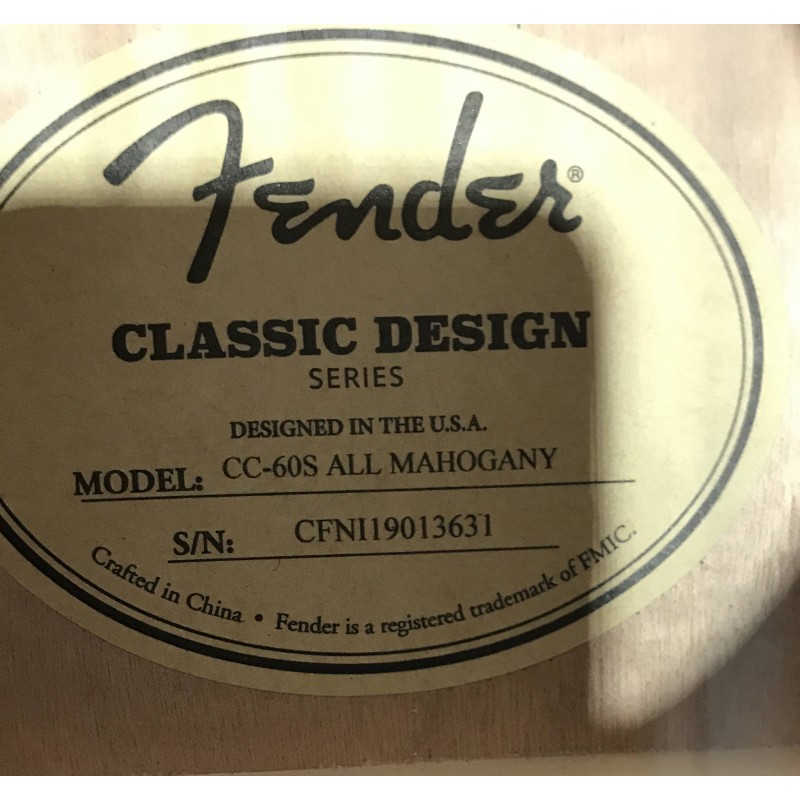 Fender®
CLASSIC DESIGN
SERIES
DESIGNED IN THE U.S.A.
MODEL: CC-60S ALL MAHOGANY
S/N: CFNI19013631
Crafted in China • Fender is a registered trademark of FMIC.